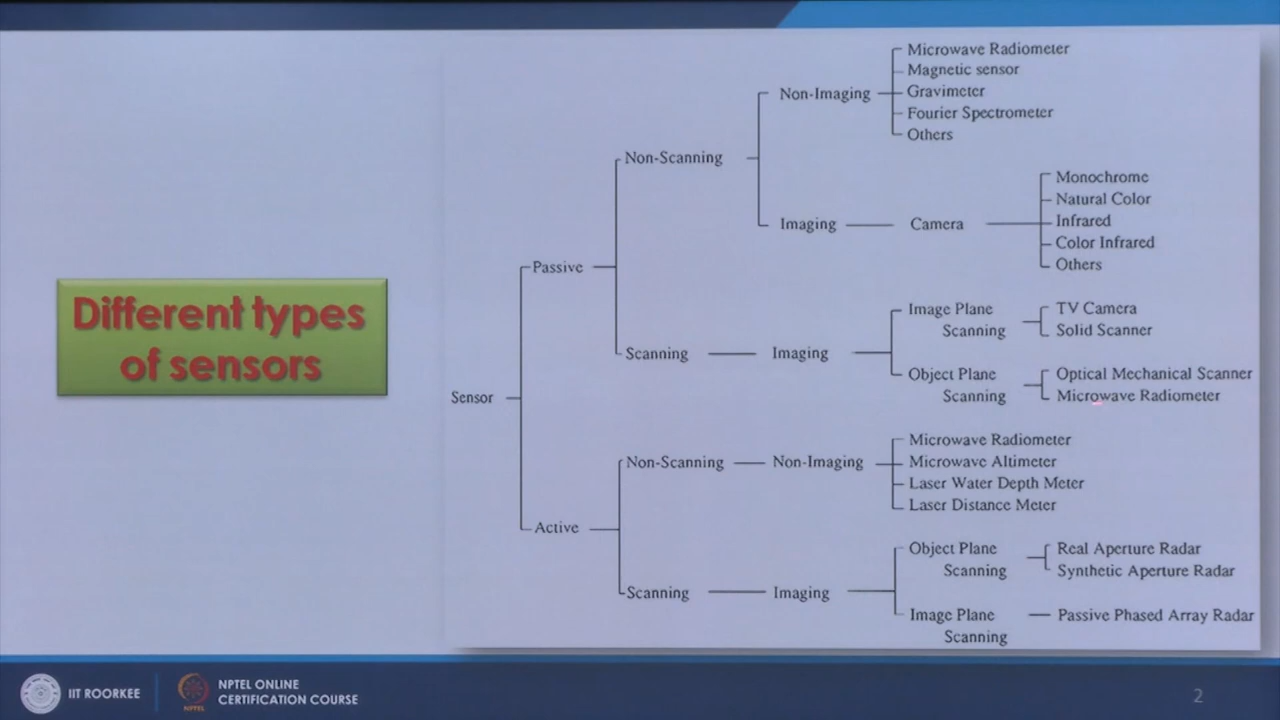 Different types
of sensors
Sensor
Passive
Non-Scanning
Non-Imaging
Microwave Radiometer
Magnetic sensor
Gravimeter
Fourier Spectrometer
Others
Imaging
Camera
Monochrome
Natural Color
Infrared
Color Infrared
Others
Scanning
Imaging
Image Plane
Scanning
TV Camera
Solid Scanner
Object Plane
Scanning
Optical Mechanical Scanner
Microwave Radiometer
Active
Non-Scanning
Non-Imaging
Microwave Radiometer
Microwave Altimeter
Laser Water Depth Meter
Laser Distance Meter
Scanning
Imaging
Object Plane
Scanning
Real Aperture Radar
Synthetic Aperture Radar
Image Plane
Scanning
Passive Phased Array Radar
IIT ROORKEE
NPTEL
NPTEL ONLINE
CERTIFICATION COURSE
2